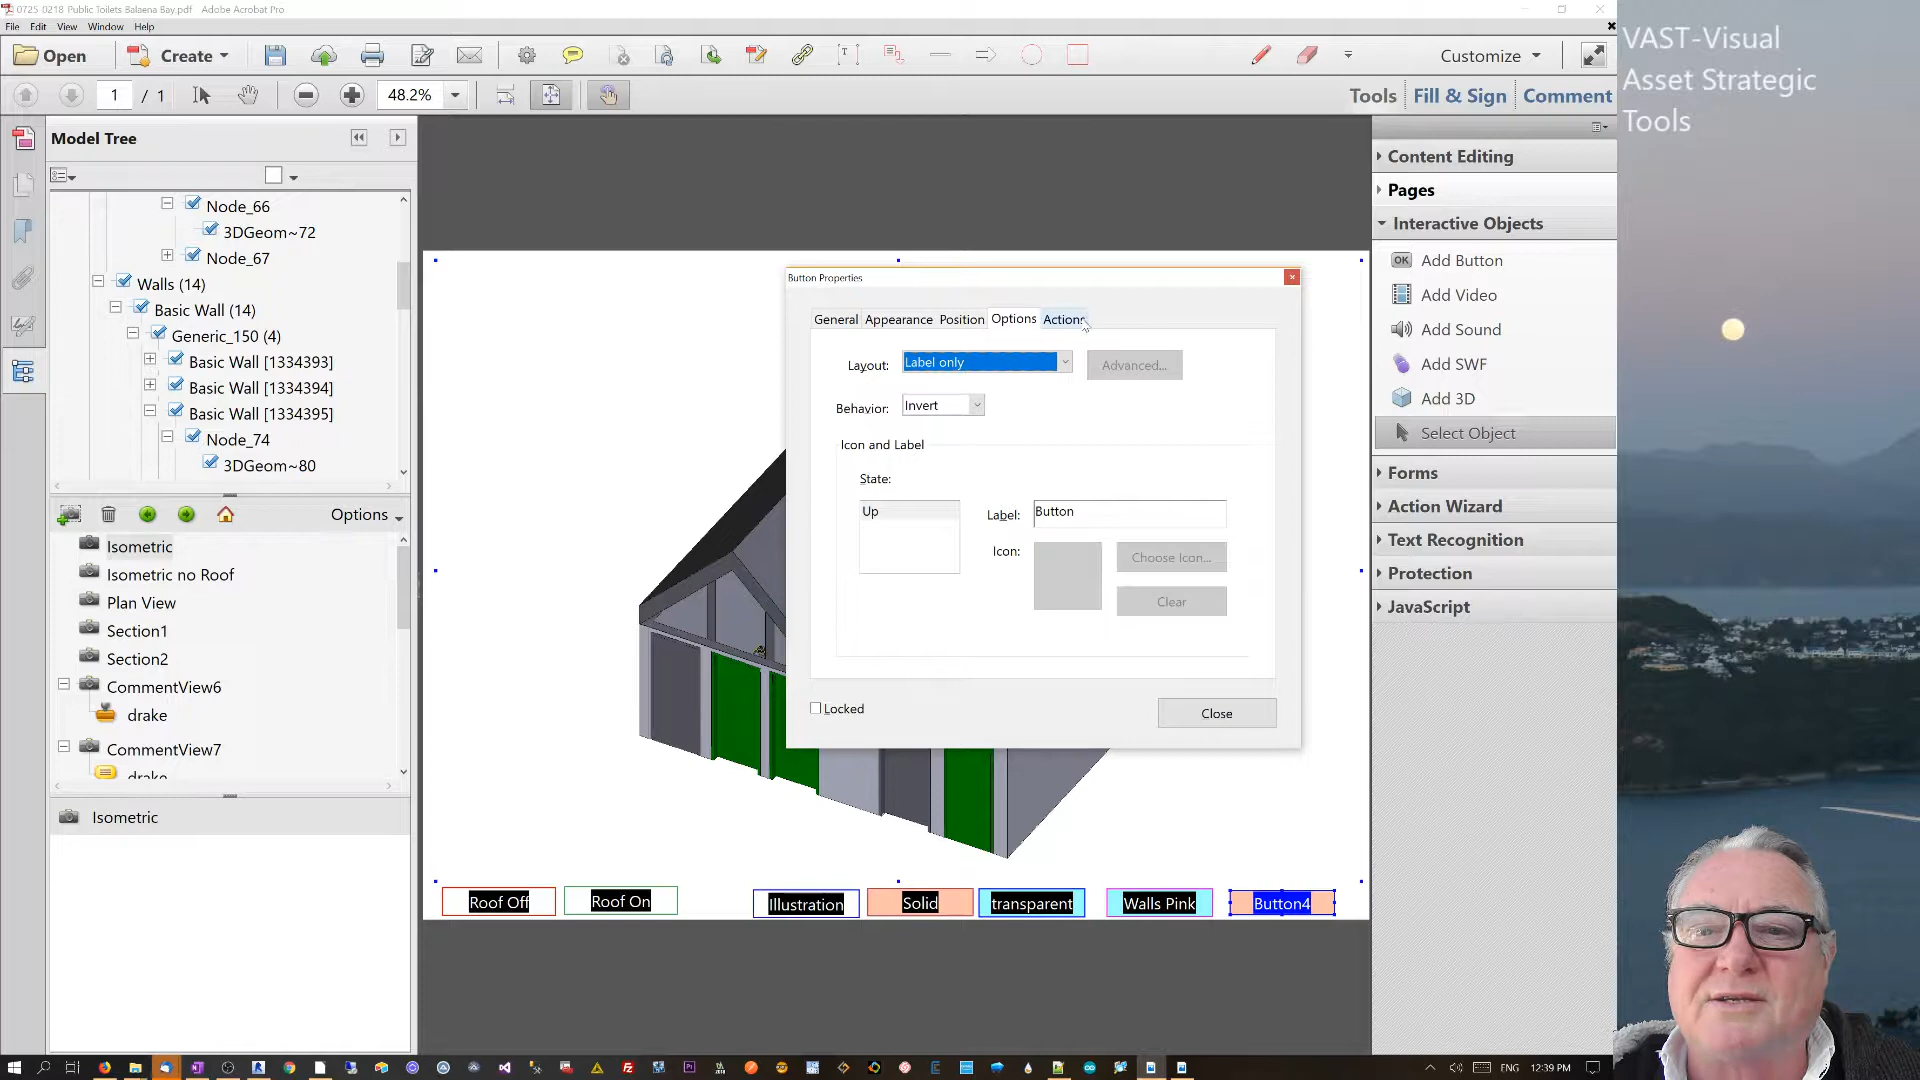 0725-0218 Public Toilets Balaena Bay.pdf - Adobe Acrobat Pro
File Edit View Window Help
Open Create Customize
1 / 1 48.2% Tools Fill & Sign Comment
VAST-Visual
Asset Strategic
Tools
Model Tree
Node_66
3DGeom~72
Node_67
Walls (14)
Basic Wall (14)
Generic_150 (4)
Basic Wall [1334393]
Basic Wall [1334394]
Basic Wall [1334395]
Node_74
3DGeom~80
Options
Isometric
Isometric no Roof
Plan View
Section1
Section2
CommentView6
drake
CommentView7
drake
Isometric
Button Properties
General Appearance Position Options Actions
Layout: Label only Advanced...
Behavior: Invert
Icon and Label
State:
Up
Label: Button
Icon: Choose Icon...
Clear
Locked
Close
Roof Off Roof On Illustration Solid transparent Walls Pink Button4
Content Editing
Pages
Interactive Objects
OK Add Button
Add Video
Add Sound
Add SWF
Add 3D
Select Object
Forms
Action Wizard
Text Recognition
Protection
JavaScript
ENG 12:39 PM